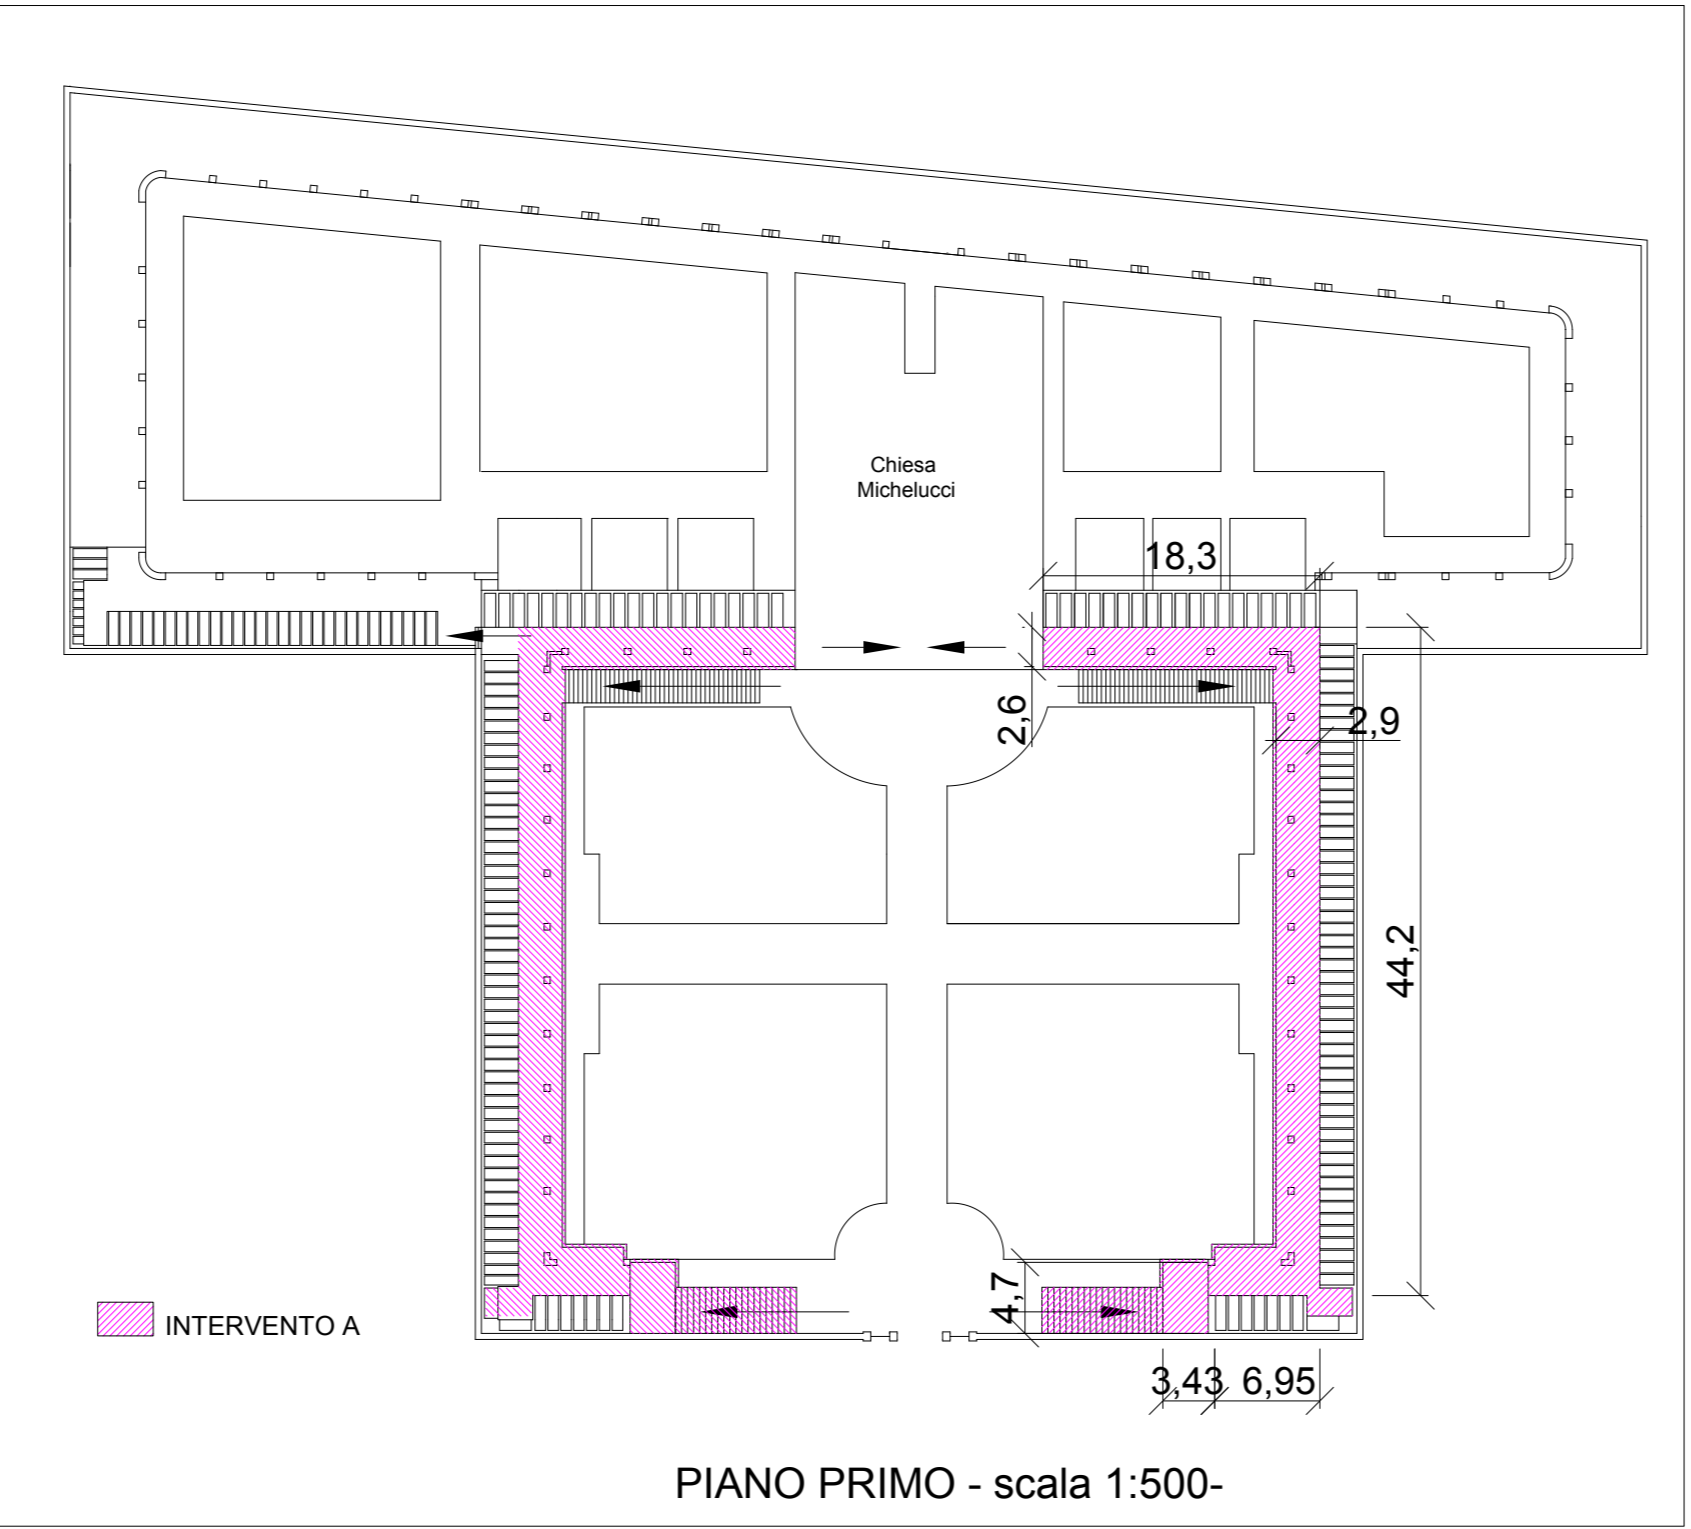 Chiesa
Michelucci
18,3
2,6
2,9
44,2
4,7
3,43
6,95
INTERVENTO A
PIANO PRIMO - scala 1:500-